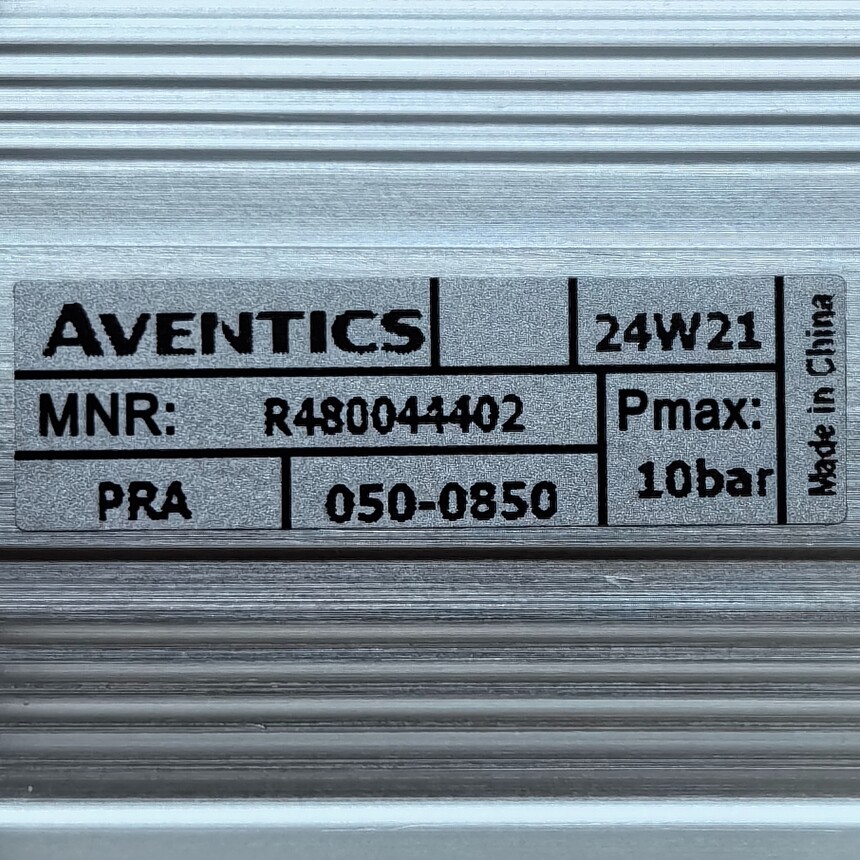 AVENTICS
24W21
MNR: R480044402
Pmax:
10bar
PRA
050-0850
Made in China